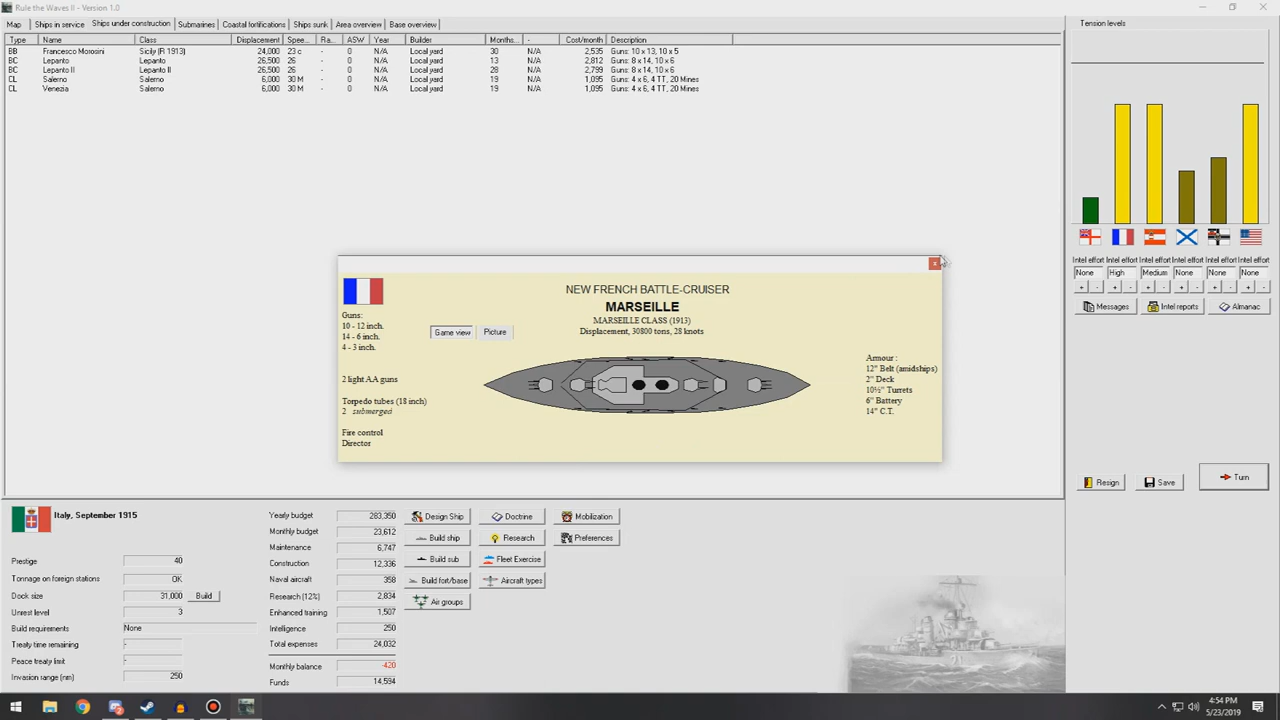 Rule the Waves II - Version 1.0
Map Ships in service Ships under construction Submarines Coastal fortifications Ships sunk Area overview Base overview
Type Name Class Displacement Spee... Ra... ASW Year Builder Months... - Cost/month Description
BB Francesco Morosini Sicily (R 1913) 24,000 23 c - 0 N/A Local yard 30 N/A 2,535 Guns: 10 x 13, 10 x 5
BC Lepanto Lepanto 26,500 26 - 0 N/A Local yard 13 N/A 2,812 Guns: 8 x 14, 10 x 6
BC Lepanto II Lepanto II 26,500 26 - 0 N/A Local yard 28 N/A 2,799 Guns: 8 x 14, 10 x 6
CL Salerno Salerno 6,000 30 M - 0 N/A Local yard 19 N/A 1,095 Guns: 4 x 6, 4 TT, 20 Mines
CL Venezia Salerno 6,000 30 M - 0 N/A Local yard 19 N/A 1,095 Guns: 4 x 6, 4 TT, 20 Mines
Tension levels
Intel effort Intel effort Intel effort Intel effort Intel effort Intel effort
None High Medium None None None
+ - + - + - + - + - + -
Messages Intel reports Almanac
x
NEW FRENCH BATTLE-CRUISER
MARSEILLE
MARSEILLE CLASS (1913)
Displacement, 30800 tons, 28 knots
Guns:
10 - 12 inch.
14 - 6 inch.
4 - 3 inch.
Game view Picture
2 light AA guns
Torpedo tubes (18 inch)
2 submerged
Fire control
Director
Armour :
12" Belt (amidships)
2" Deck
10½" Turrets
6" Battery
14" C.T.
Resign Save Turn
Italy, September 1915
Prestige 40
Tonnage on foreign stations OK
Dock size 31,000 Build
Unrest level 3
Build requirements None
Treaty time remaining -
Peace treaty limit -
Invasion range (nm) 250
Yearly budget 283,350
Monthly budget 23,612
Maintenance 6,747
Construction 12,336
Naval aircraft 358
Research (12%) 2,834
Enhanced training 1,507
Intelligence 250
Total expenses 24,032
Monthly balance -420
Funds 14,594
Design Ship Doctrine Mobilization
Build ship Research Preferences
Build sub Fleet Exercise
Build fort/base Aircraft types
Air groups
4:54 PM
5/23/2019